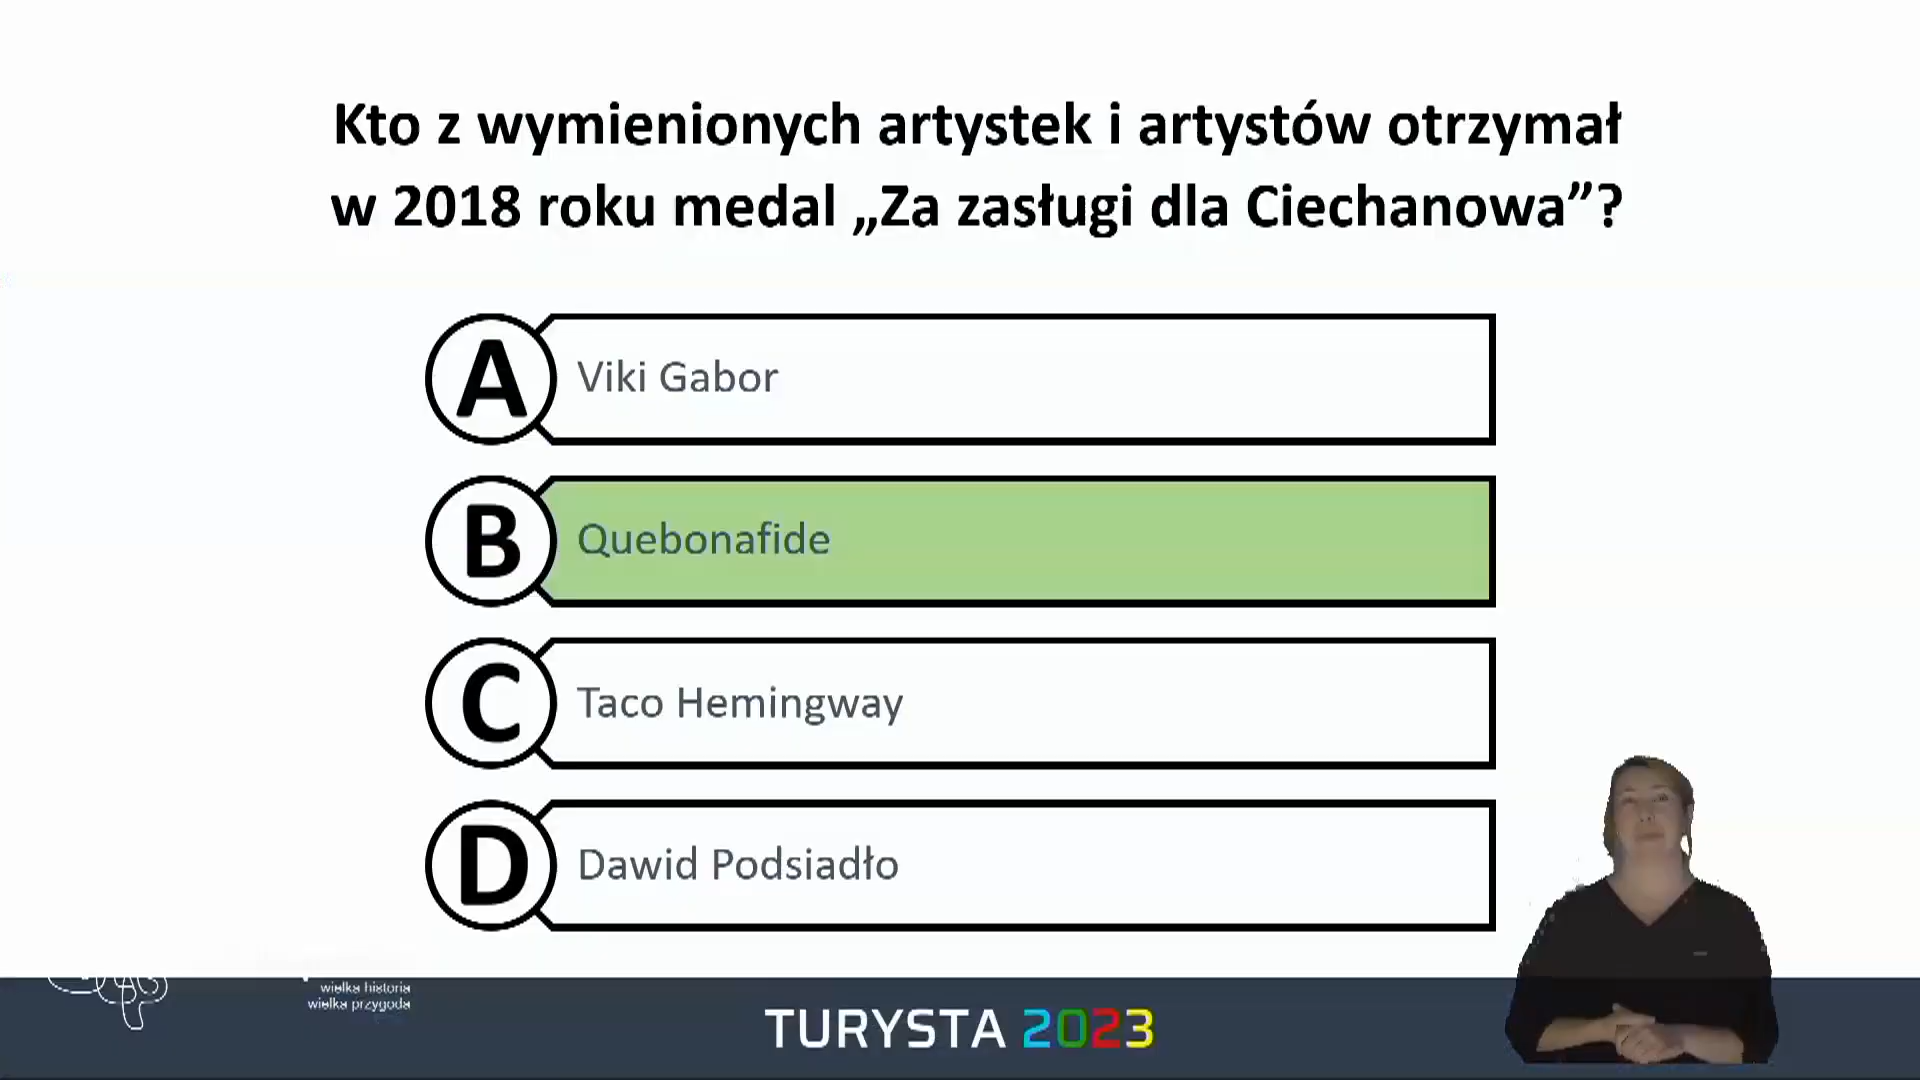 Kto z wymienionych artystek i artystów otrzymał
w 2018 roku medal „Za zasługi dla Ciechanowa”?
A Viki Gabor
B Quebonafide
C Taco Hemingway
D Dawid Podsiadło
wielka historia
wielka przygoda
TURYSTA 2023